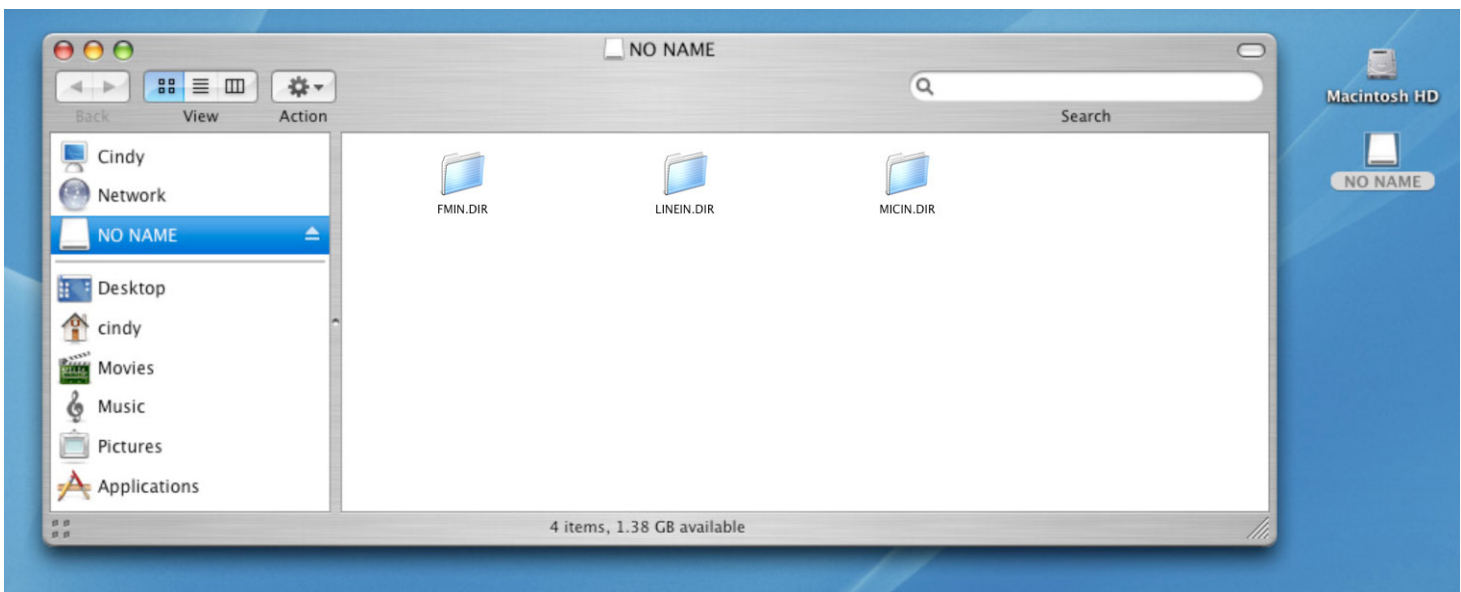 NO NAME
Back
View
Action
Search
Cindy
Network
NO NAME
Desktop
cindy
Movies
Music
Pictures
Applications
FMIN.DIR LINEIN.DIR MICIN.DIR
4 items, 1.38 GB available
Macintosh HD
NO NAME